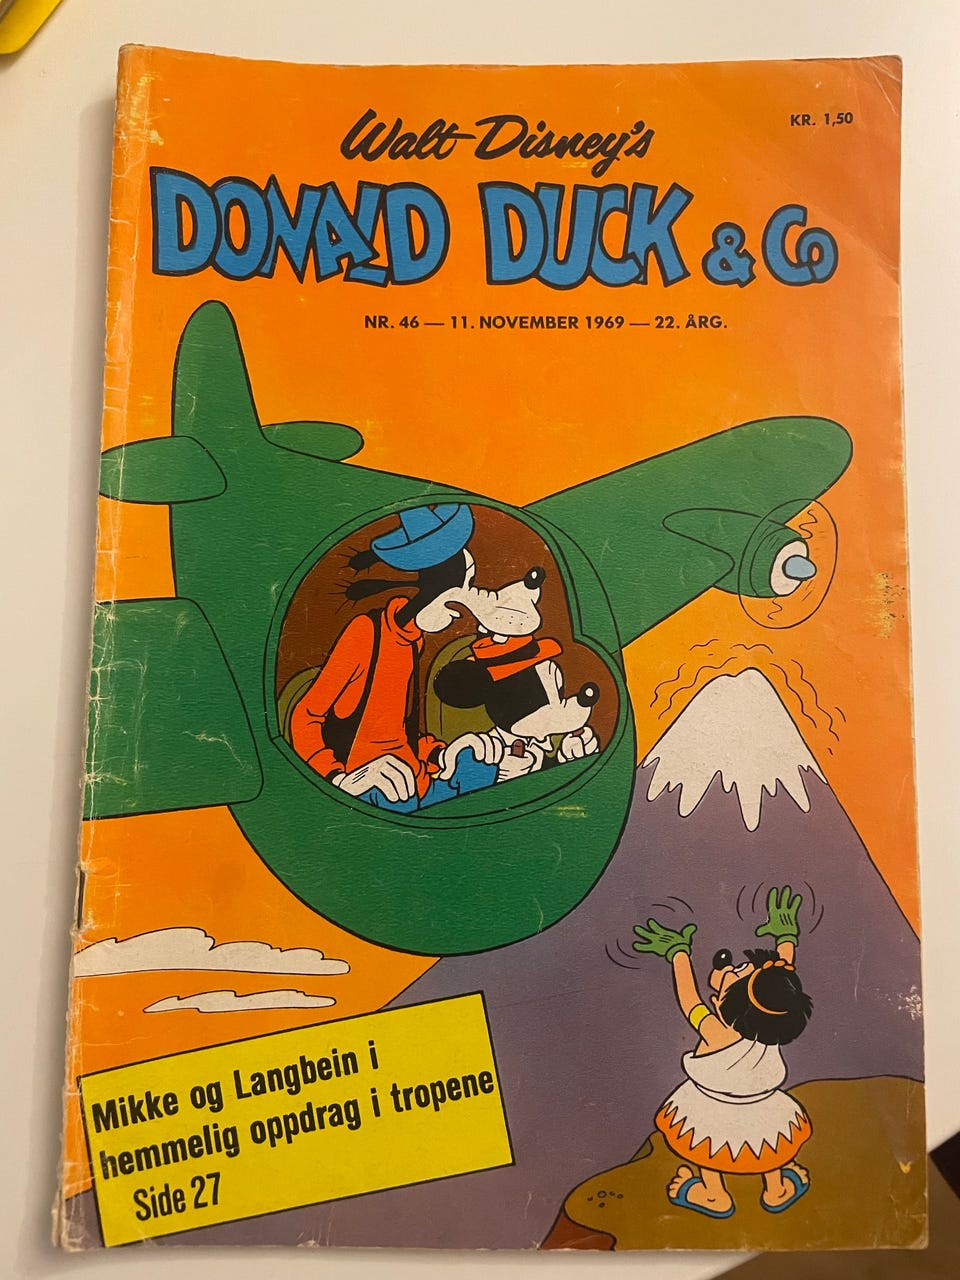 Walt Disney's
KR. 1,50
DONALD DUCK & Co
NR. 46 — 11. NOVEMBER 1969 — 22. ÅRG.
Mikke og Langbein i
hemmelig oppdrag i tropene
Side 27